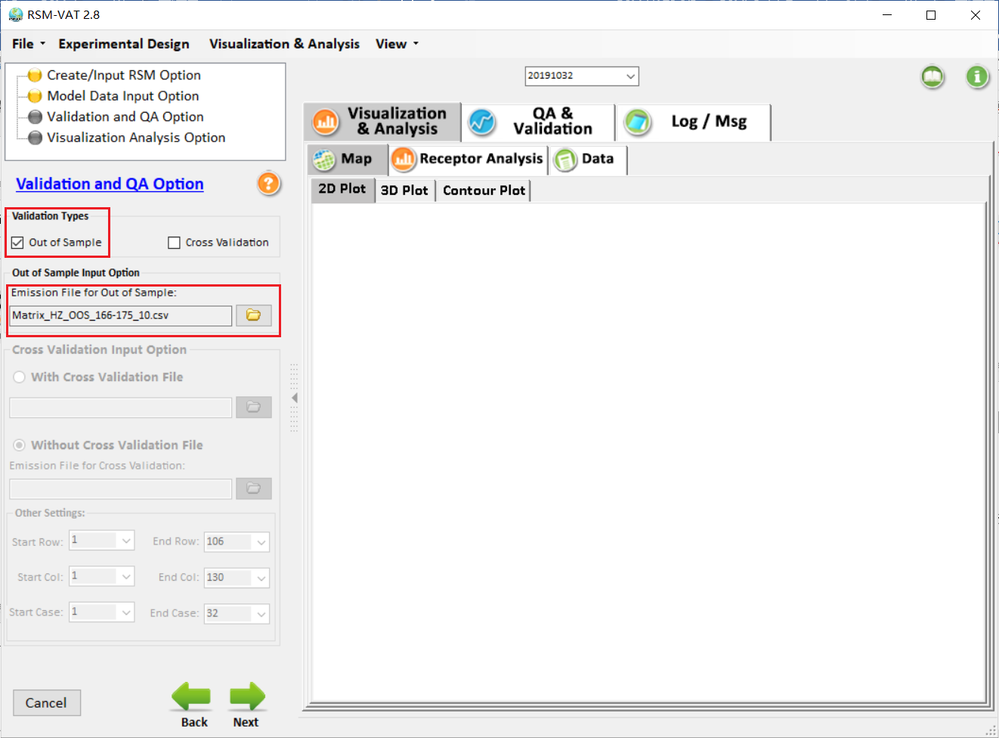 RSM-VAT 2.8
File Experimental Design Visualization & Analysis View
Create/Input RSM Option
Model Data Input Option
Validation and QA Option
Visualization Analysis Option
Validation and QA Option
?
Validation Types
Out of Sample Cross Validation
Out of Sample Input Option
Emission File for Out of Sample:
Matrix_HZ_OOS_166-175_10.csv
Cross Validation Input Option
With Cross Validation File
Without Cross Validation File
Emission File for Cross Validation:
Other Settings:
Start Row: 1 End Row: 106
Start Col: 1 End Col: 130
Start Case: 1 End Case: 32
Cancel
Back
Next
20191032
i
Visualization
& Analysis
QA &
Validation
Log / Msg
Map
Receptor Analysis
Data
2D Plot
3D Plot
Contour Plot